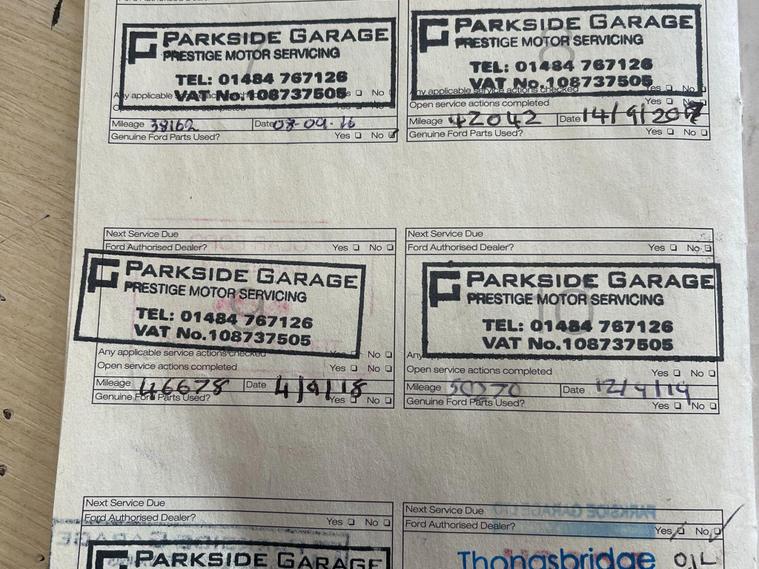 PARKSIDE GARAGE
PRESTIGE MOTOR SERVICING
TEL: 01484 767126
VAT No.108737505
Any applicable
Yes No
Open service actions completed
Mileage 38162 Date 08-09-16
Genuine Ford Parts Used? Yes No
PARKSIDE GARAGE
PRESTIGE MOTOR SERVICING
TEL: 01484 767126
VAT No.108737505
Any applicable service actions checked Yes No
Open service actions completed Yes No
Mileage 42042 Date 14/9/2017
Genuine Ford Parts Used? Yes No
Next Service Due
Ford Authorised Dealer? Yes No
PARKSIDE GARAGE
PRESTIGE MOTOR SERVICING
TEL: 01484 767126
VAT No.108737505
Any applicable service actions checked Yes No
Open service actions completed Yes No
Mileage 46678 Date 4/9/18
Genuine Ford Parts Used? Yes No
Next Service Due
Ford Authorised Dealer? Yes No
PARKSIDE GARAGE
PRESTIGE MOTOR SERVICING
TEL: 01484 767126
VAT No.108737505
Any
Open service actions completed Yes No
Mileage 50270 Date 12/9/19
Genuine Ford Parts Used? Yes No
Next Service Due
Ford Authorised Dealer? Yes No
PARKSIDE GARAGE
Next Service Due
Ford Authorised Dealer? Yes No
Thongsbridge OIL